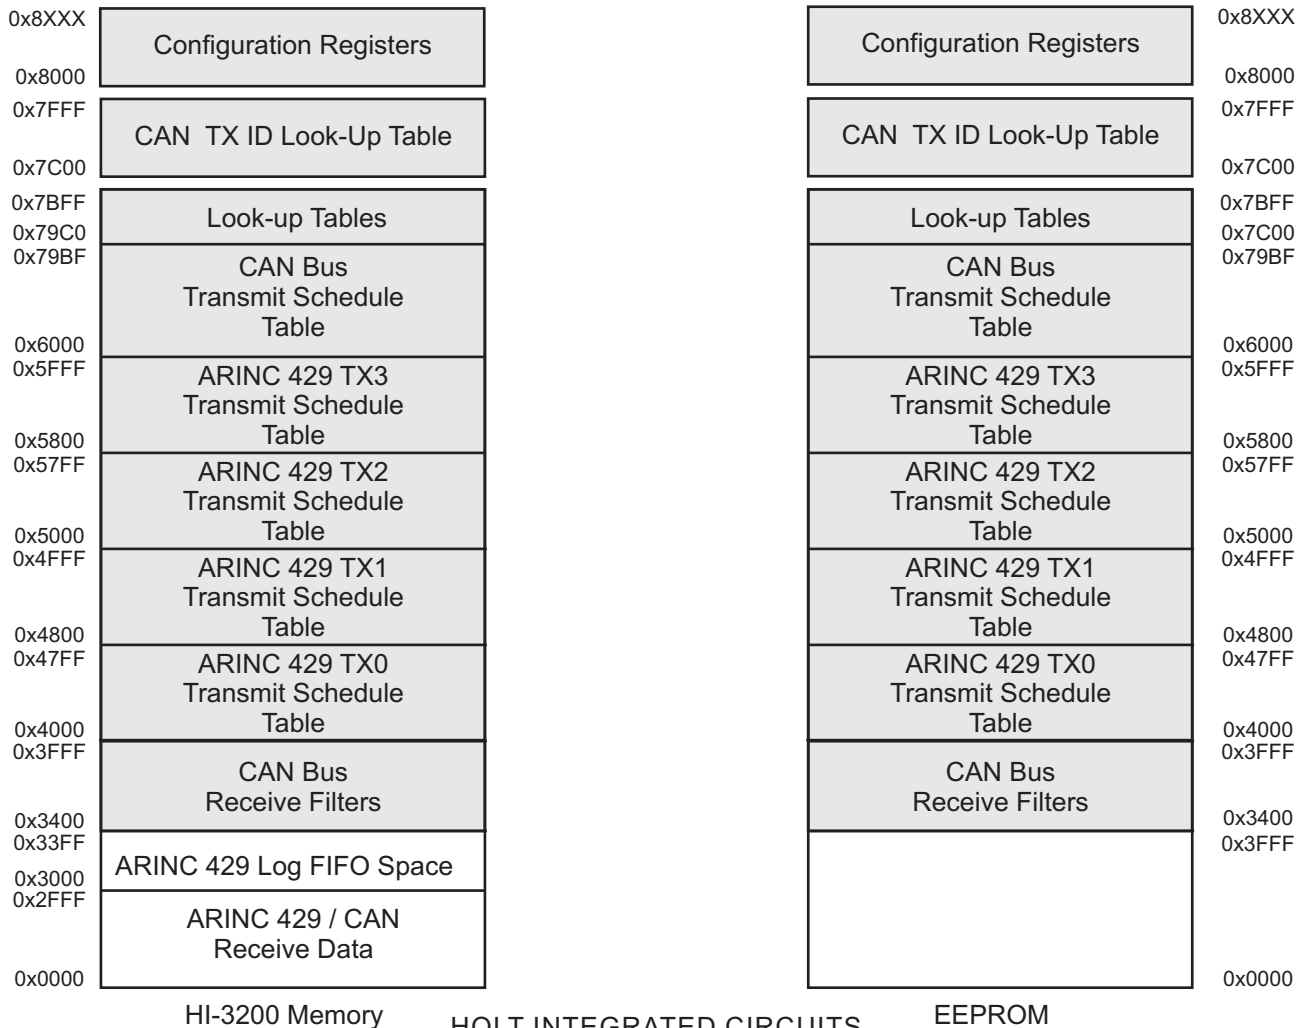 0x8XXX
Configuration Registers
0x8000
0x7FFF
CAN TX ID Look-Up Table
0x7C00
0x7BFF
Look-up Tables
0x79C0
0x79BF
CAN Bus
Transmit Schedule
Table
0x6000
0x5FFF
ARINC 429 TX3
Transmit Schedule
Table
0x5800
0x57FF
ARINC 429 TX2
Transmit Schedule
Table
0x5000
0x4FFF
ARINC 429 TX1
Transmit Schedule
Table
0x4800
0x47FF
ARINC 429 TX0
Transmit Schedule
Table
0x4000
0x3FFF
CAN Bus
Receive Filters
0x3400
0x33FF
ARINC 429 Log FIFO Space
0x3000
0x2FFF
ARINC 429 / CAN
Receive Data
0x0000
HI-3200 Memory
0x8XXX
Configuration Registers
0x8000
0x7FFF
CAN TX ID Look-Up Table
0x7C00
0x7BFF
Look-up Tables
0x7C00
0x79BF
CAN Bus
Transmit Schedule
Table
0x6000
0x5FFF
ARINC 429 TX3
Transmit Schedule
Table
0x5800
0x57FF
ARINC 429 TX2
Transmit Schedule
Table
0x5000
0x4FFF
ARINC 429 TX1
Transmit Schedule
Table
0x4800
0x47FF
ARINC 429 TX0
Transmit Schedule
Table
0x4000
0x3FFF
CAN Bus
Receive Filters
0x3400
0x3FFF
0x0000
EEPROM
HOLT INTEGRATED CIRCUITS